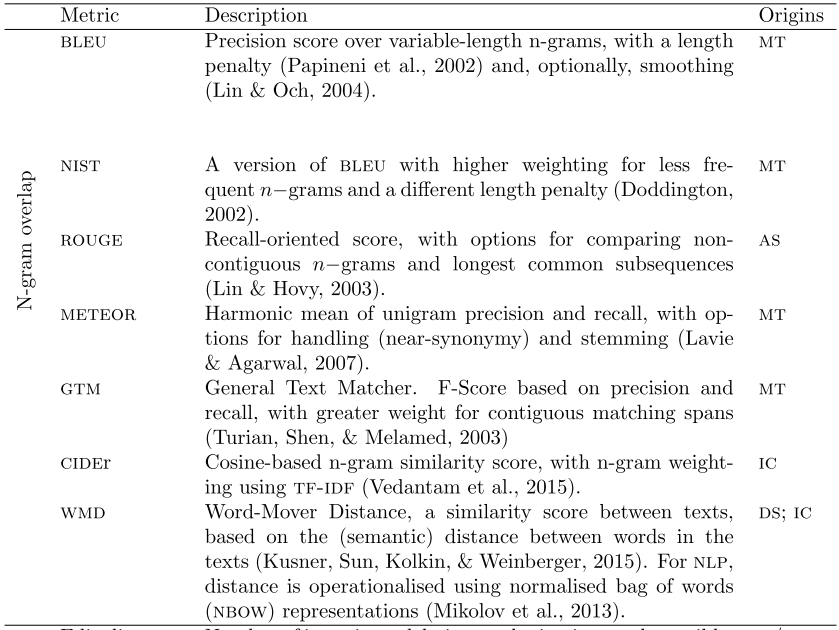 Metric Description Origins
BLEU Precision score over variable-length n-grams, with a length MT
penalty (Papineni et al., 2002) and, optionally, smoothing
(Lin & Och, 2004).
N-gram overlap
NIST A version of BLEU with higher weighting for less fre- MT
quent n−grams and a different length penalty (Doddington,
2002).
ROUGE Recall-oriented score, with options for comparing non- AS
contiguous n−grams and longest common subsequences
(Lin & Hovy, 2003).
METEOR Harmonic mean of unigram precision and recall, with op- MT
tions for handling (near-synonymy) and stemming (Lavie
& Agarwal, 2007).
GTM General Text Matcher. F-Score based on precision and MT
recall, with greater weight for contiguous matching spans
(Turian, Shen, & Melamed, 2003)
CIDEr Cosine-based n-gram similarity score, with n-gram weight- IC
ing using TF-IDF (Vedantam et al., 2015).
WMD Word-Mover Distance, a similarity score between texts, DS; IC
based on the (semantic) distance between words in the
texts (Kusner, Sun, Kolkin, & Weinberger, 2015). For NLP,
distance is operationalised using normalised bag of words
(NBOW) representations (Mikolov et al., 2013).